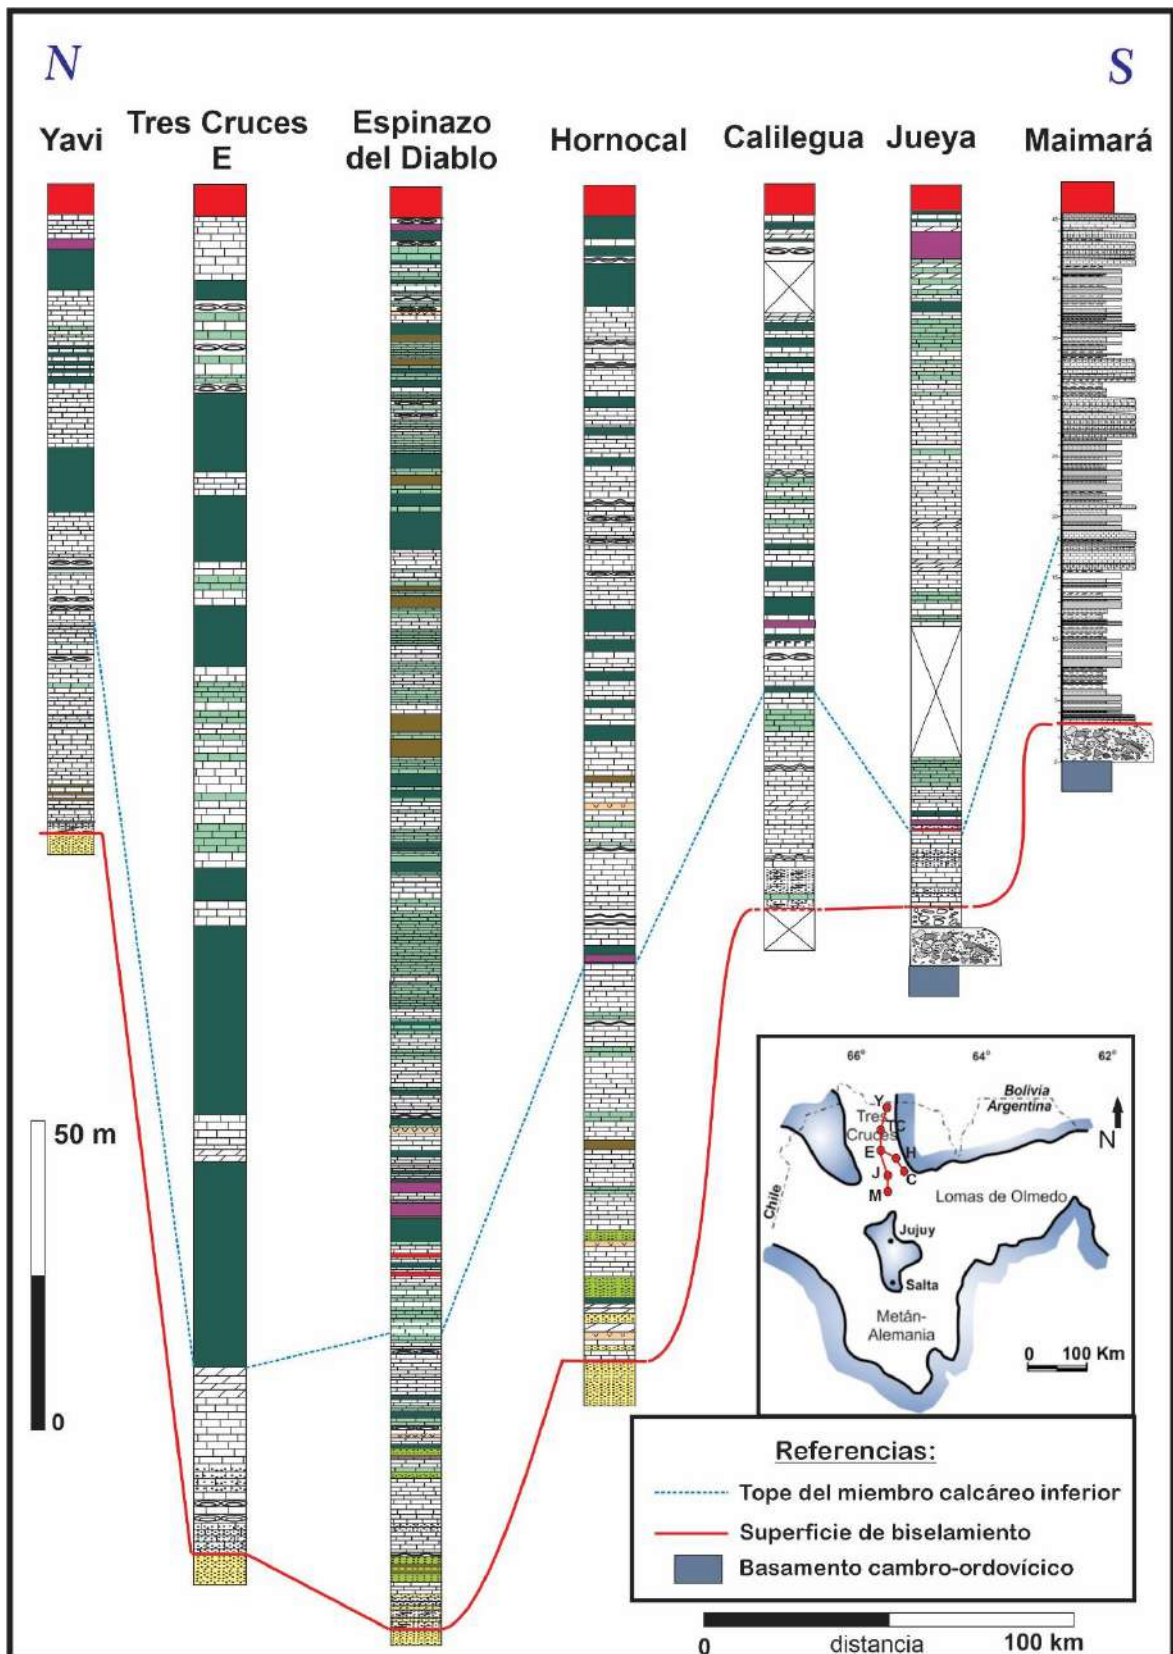 N
S
Yavi
Tres Cruces
E
Espinazo
del Diablo
Hornocal
Calilegua
Jueya
Maimará
50 m
0
66°
64°
62°
Bolivia
Argentina
Chile
Y
Tres
Cruces
TC
E
H
J
C
M
N
Lomas de Olmedo
Jujuy
Salta
Metán-
Alemania
0 100 Km
Referencias:
Tope del miembro calcáreo inferior
Superficie de biselamiento
Basamento cambro-ordovícico
0
distancia
100 km